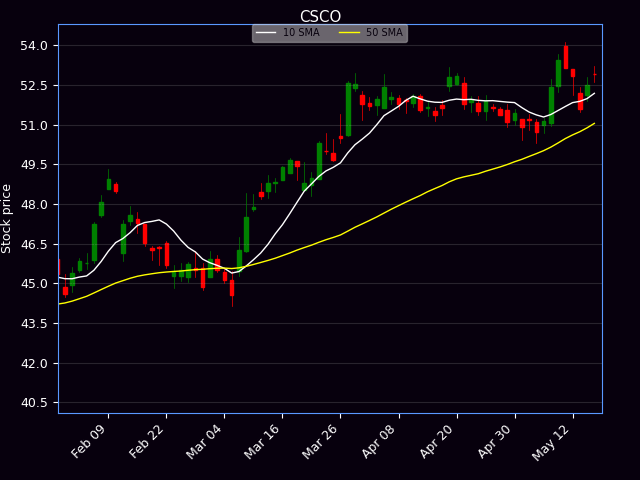 CSCO
10 SMA
50 SMA
Stock price
54.0
52.5
51.0
49.5
48.0
46.5
45.0
43.5
42.0
40.5
Feb 09
Feb 22
Mar 04
Mar 16
Mar 26
Apr 08
Apr 20
Apr 30
May 12